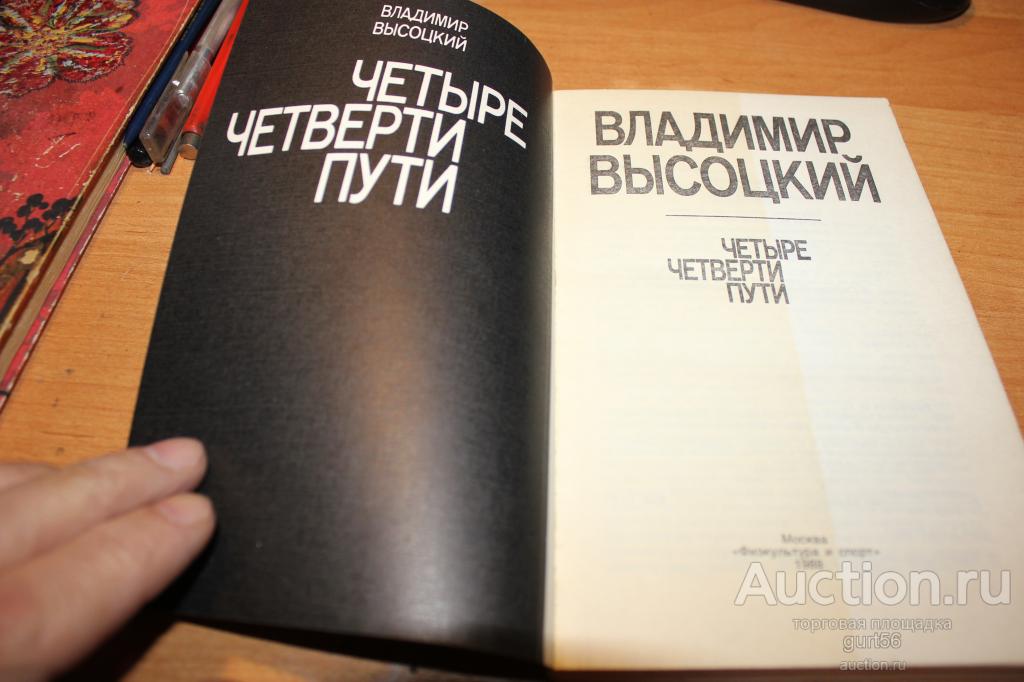 ВЛАДИМИР
ВЫСОЦКИЙ
ЧЕТЫРЕ
ЧЕТВЕРТИ
ПУТИ
ВЛАДИМИР
ВЫСОЦКИЙ
ЧЕТЫРЕ
ЧЕТВЕРТИ
ПУТИ
Москва
«Физкультура и спорт»
1988
Auction.ru
торговая площадка
gurt56
auction.ru